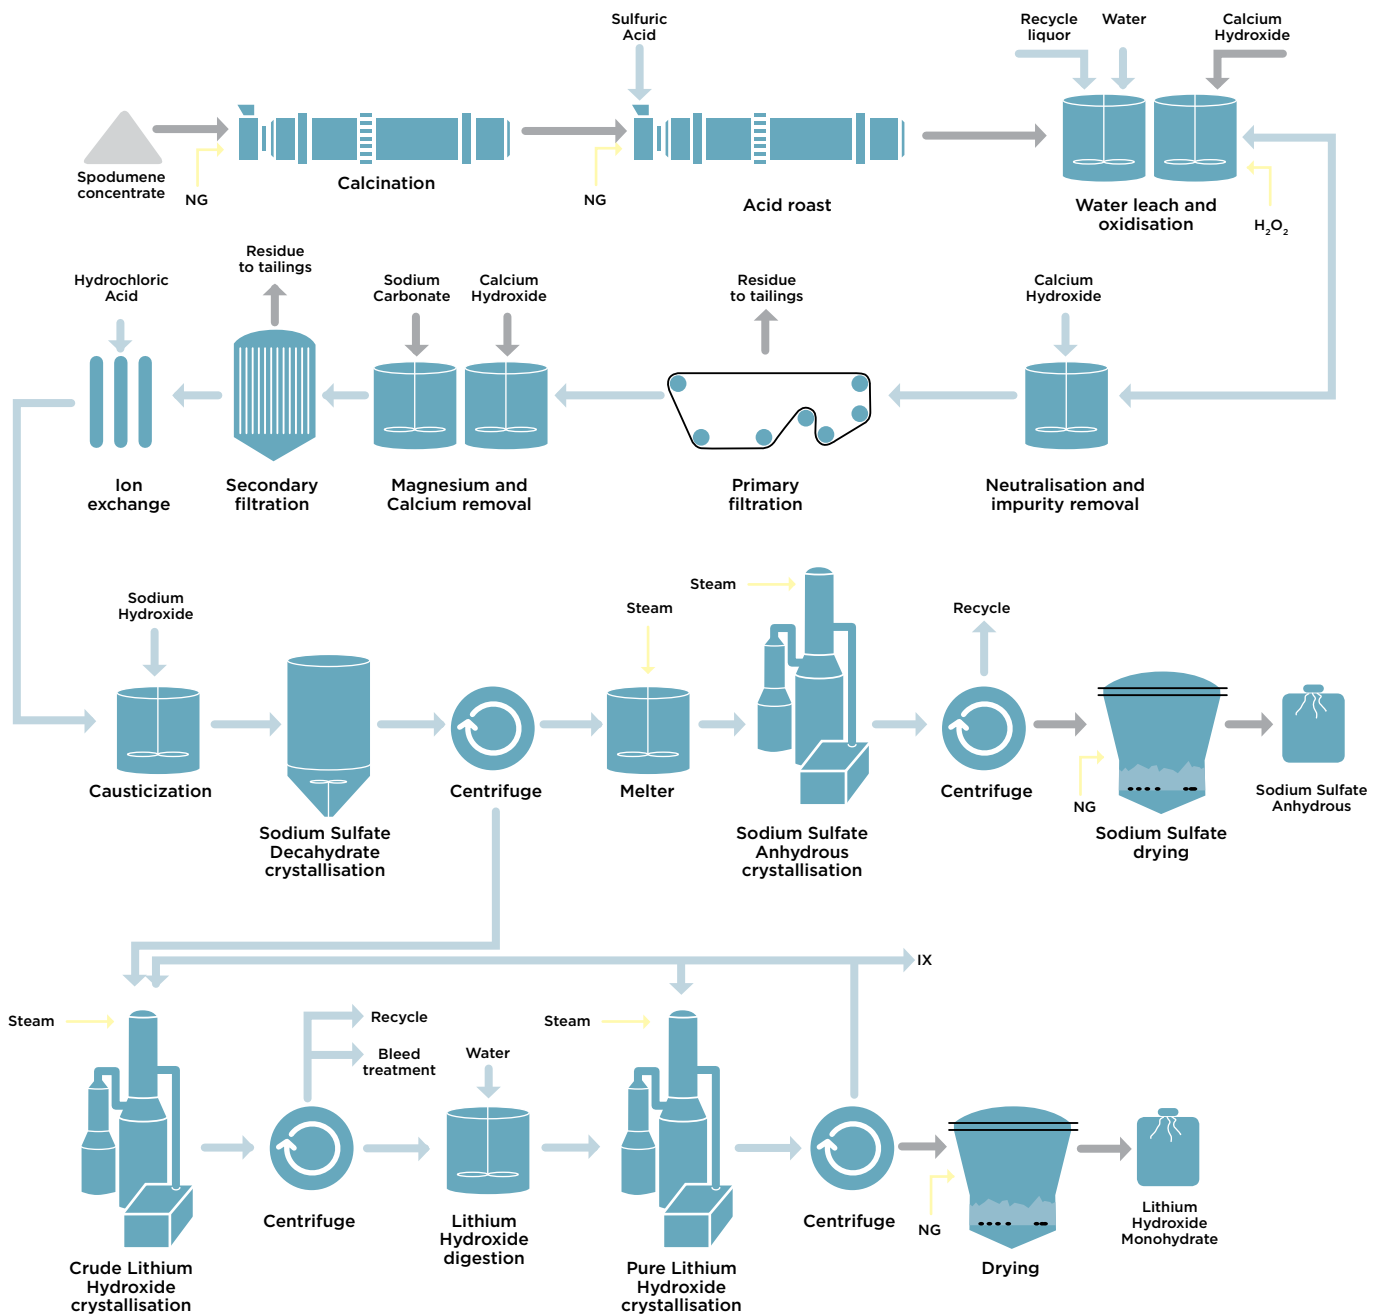 Sulfuric
Acid
Recycle
liquor
Water
Calcium
Hydroxide
Spodumene
concentrate
NG
Calcination
NG
Acid roast
Water leach and
oxidisation
H₂O₂
Hydrochloric
Acid
Residue
to tailings
Sodium
Carbonate
Calcium
Hydroxide
Residue
to tailings
Calcium
Hydroxide
Ion
exchange
Secondary
filtration
Magnesium and
Calcium removal
Primary
filtration
Neutralisation and
impurity removal
Sodium
Hydroxide
Steam
Steam
Recycle
NG
Causticization
Sodium Sulfate
Decahydrate
crystallisation
Centrifuge
Melter
Sodium Sulfate
Anhydrous
crystallisation
Centrifuge
Sodium Sulfate
drying
Sodium Sulfate
Anhydrous
IX
Steam
Recycle
Bleed
treatment
Water
Steam
NG
Crude Lithium
Hydroxide
crystallisation
Centrifuge
Lithium
Hydroxide
digestion
Pure Lithium
Hydroxide
crystallisation
Centrifuge
Drying
Lithium
Hydroxide
Monohydrate